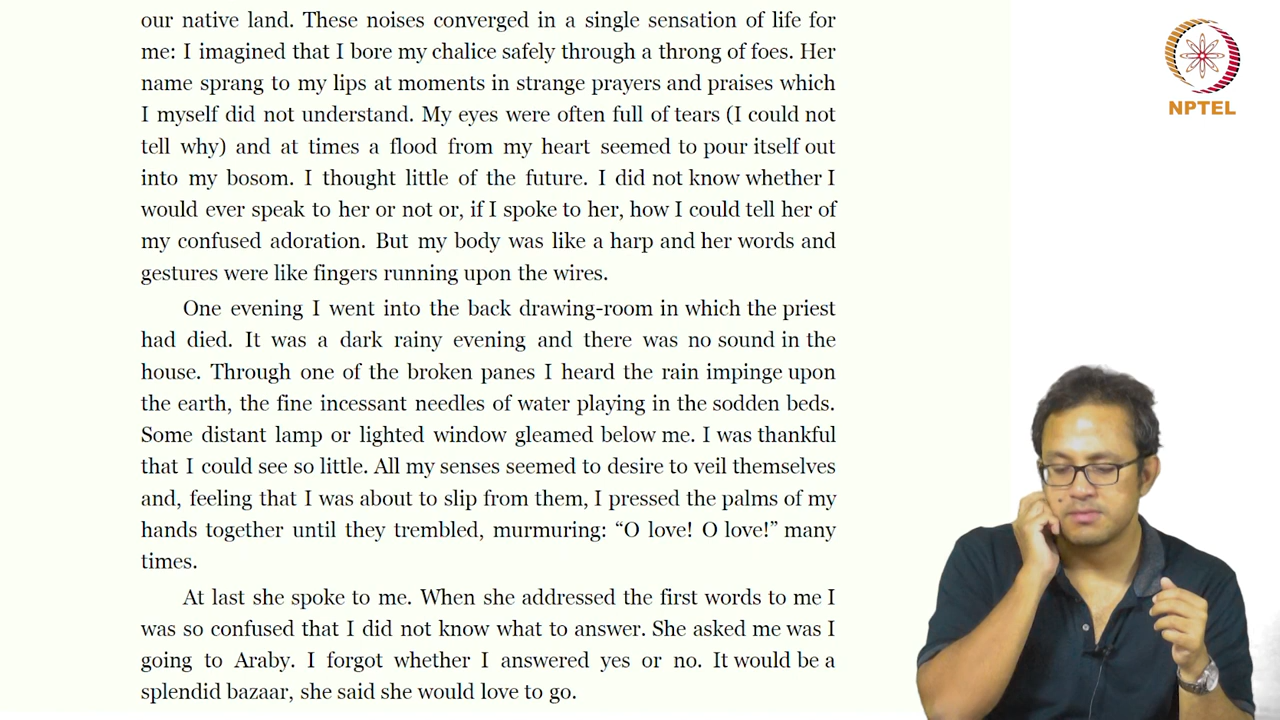 our native land. These noises converged in a single sensation of life for
me: I imagined that I bore my chalice safely through a throng of foes. Her
name sprang to my lips at moments in strange prayers and praises which
I myself did not understand. My eyes were often full of tears (I could not
tell why) and at times a flood from my heart seemed to pour itself out
into my bosom. I thought little of the future. I did not know whether I
would ever speak to her or not or, if I spoke to her, how I could tell her of
my confused adoration. But my body was like a harp and her words and
gestures were like fingers running upon the wires.
One evening I went into the back drawing-room in which the priest
had died. It was a dark rainy evening and there was no sound in the
house. Through one of the broken panes I heard the rain impinge upon
the earth, the fine incessant needles of water playing in the sodden beds.
Some distant lamp or lighted window gleamed below me. I was thankful
that I could see so little. All my senses seemed to desire to veil themselves
and, feeling that I was about to slip from them, I pressed the palms of my
hands together until they trembled, murmuring: “O love! O love!” many
times.
At last she spoke to me. When she addressed the first words to me I
was so confused that I did not know what to answer. She asked me was I
going to Araby. I forgot whether I answered yes or no. It would be a
splendid bazaar, she said she would love to go.
NPTEL